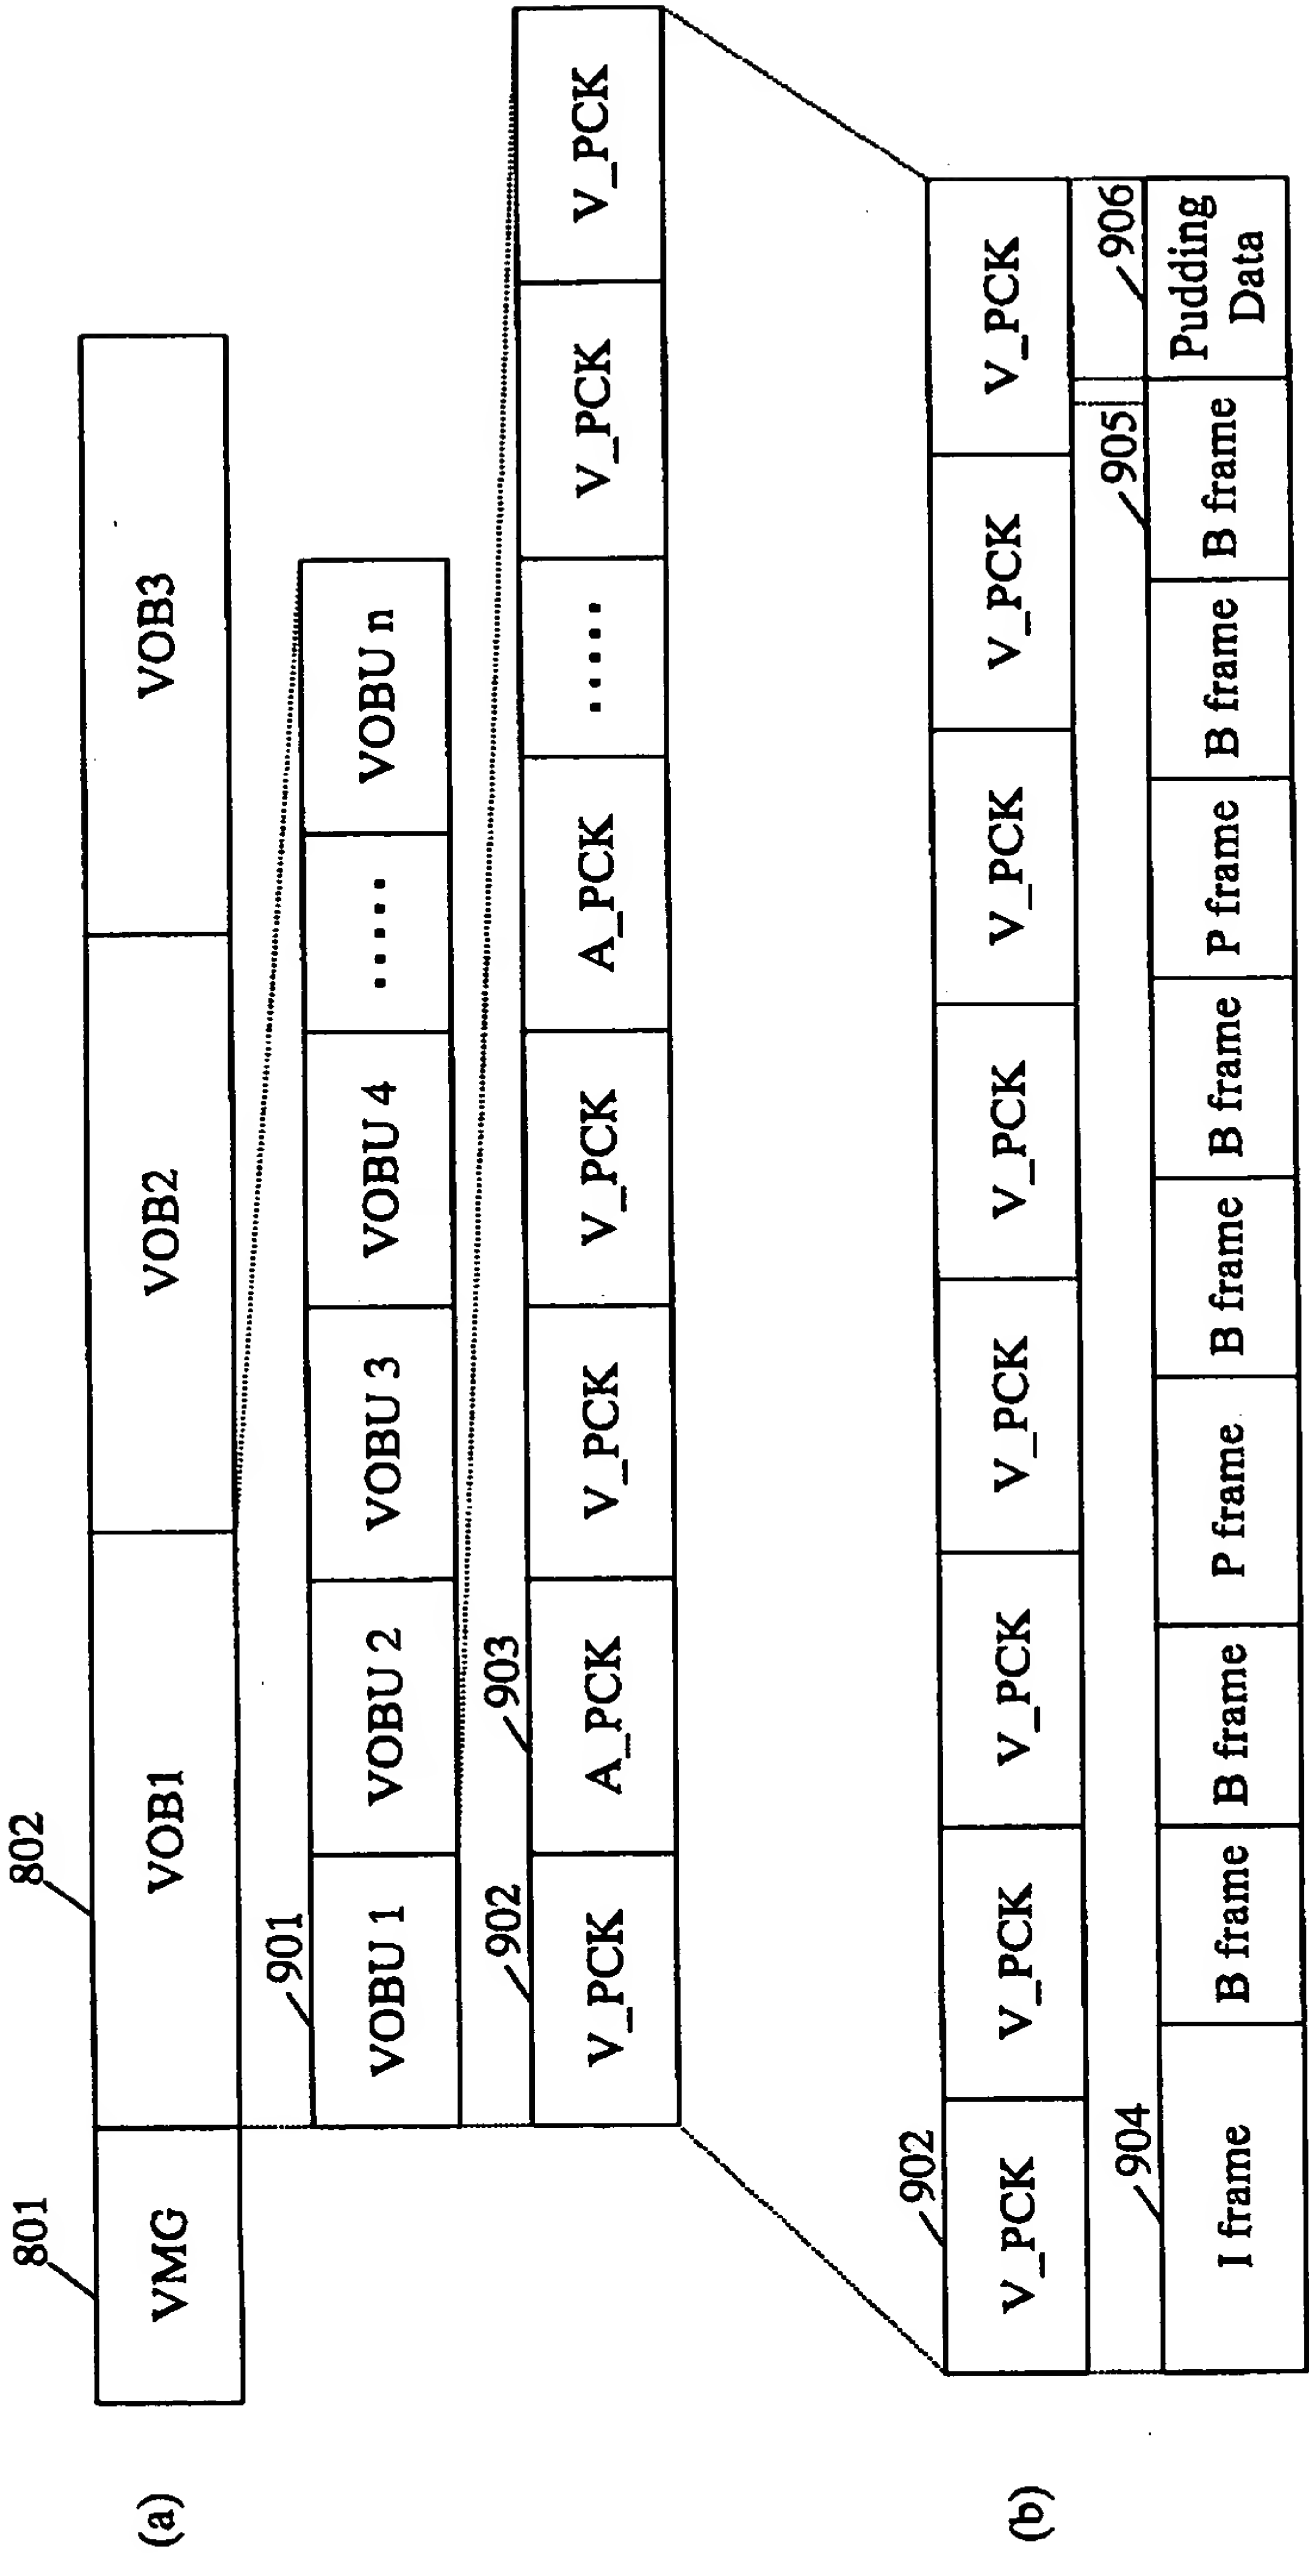 (a)
801
802
VMG
VOB1
VOB2
VOB3
901
VOBU 1
VOBU 2
VOBU 3
VOBU 4
.....
VOBU n
902
903
V_PCK
A_PCK
V_PCK
V_PCK
A_PCK
.....
V_PCK
V_PCK
(b)
902
V_PCK
V_PCK
V_PCK
V_PCK
V_PCK
V_PCK
V_PCK
V_PCK
904
905
906
I frame
B frame
B frame
P frame
B frame
B frame
P frame
B frame
B frame
Pudding
Data